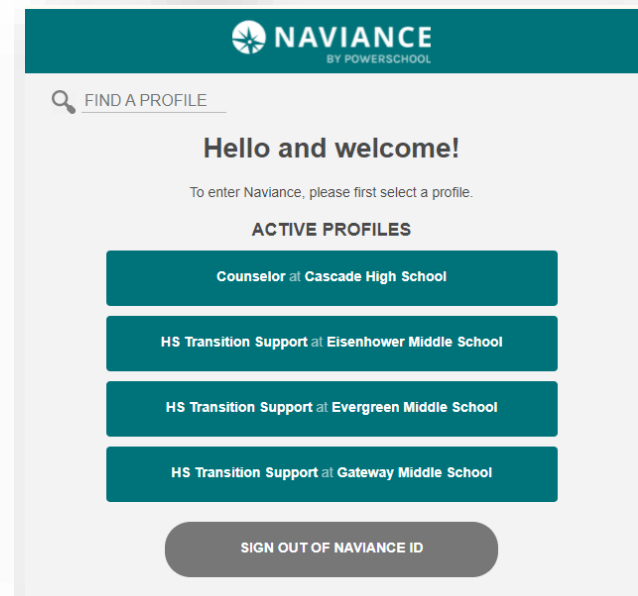 NAVIANCE
BY POWERSCHOOL
FIND A PROFILE
Hello and welcome!
To enter Naviance, please first select a profile.
ACTIVE PROFILES
Counselor at Cascade High School
HS Transition Support at Eisenhower Middle School
HS Transition Support at Evergreen Middle School
HS Transition Support at Gateway Middle School
SIGN OUT OF NAVIANCE ID